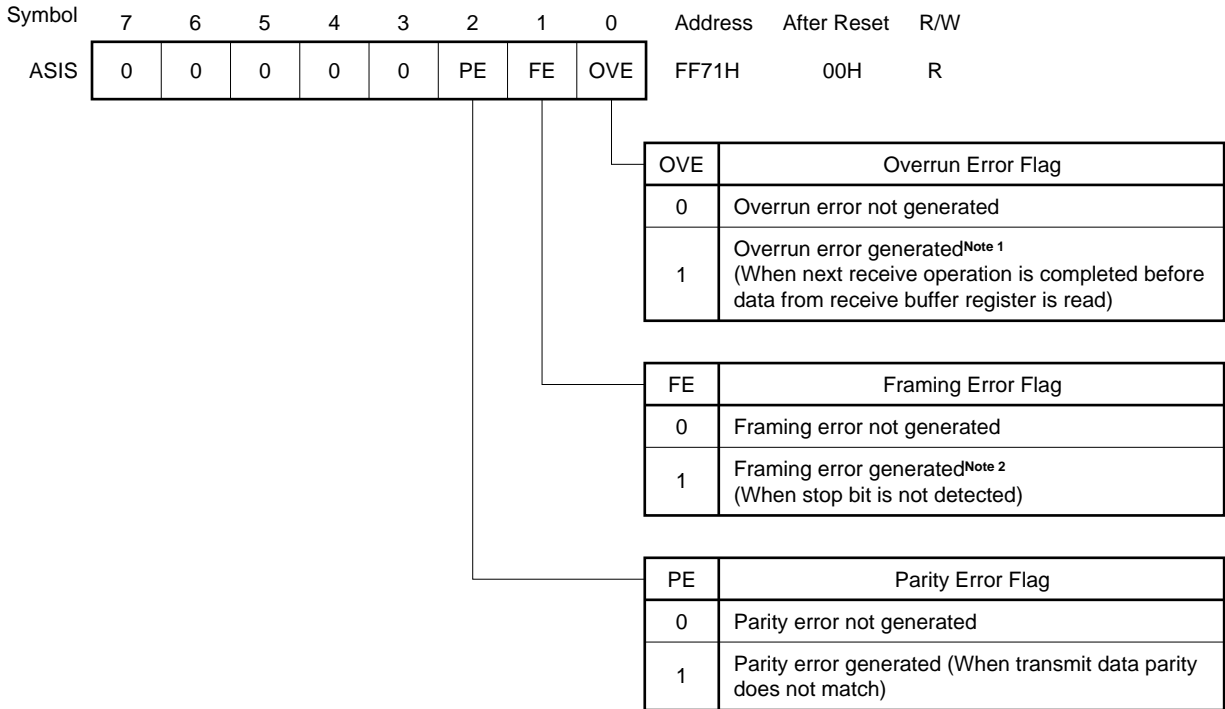 Symbol 7 6 5 4 3 2 1 0 Address After Reset R/W
ASIS 0 0 0 0 0 PE FE OVE FF71H 00H R
OVE Overrun Error Flag
0 Overrun error not generated
1 Overrun error generatedNote 1
(When next receive operation is completed before
data from receive buffer register is read)
FE Framing Error Flag
0 Framing error not generated
1 Framing error generatedNote 2
(When stop bit is not detected)
PE Parity Error Flag
0 Parity error not generated
1 Parity error generated (When transmit data parity
does not match)